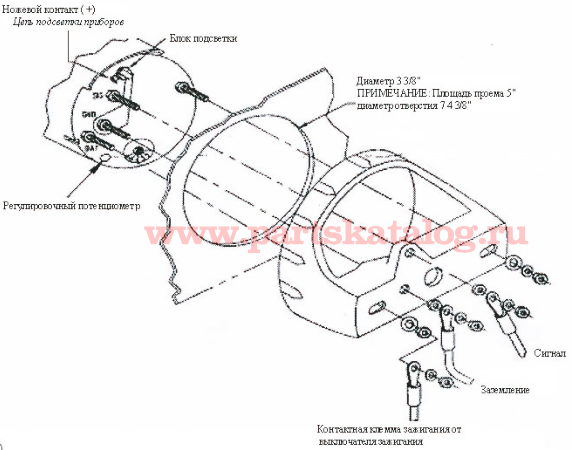 Ножевой контакт ( +)
Цепь подсветки приборов
Блок подсветки
Диаметр 3 3/8"
ПРИМЕЧАНИЕ: Площадь проема 5"
диаметр отверстия 7 4 3/8"
SIG
Регулировочный потенциометр
www.partskatalog.ru
Сигнал
Заземление
Контактная клемма зажигания от
выключателя зажигания